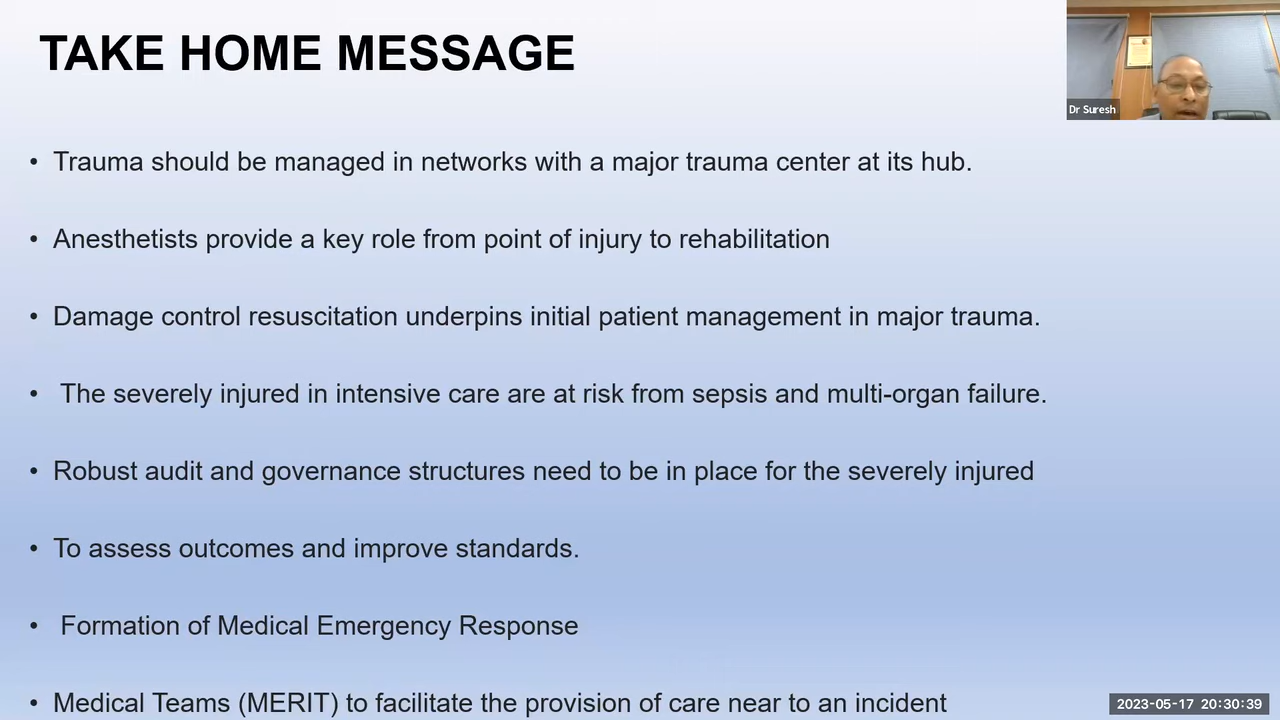 TAKE HOME MESSAGE
Dr Suresh
• Trauma should be managed in networks with a major trauma center at its hub.
• Anesthetists provide a key role from point of injury to rehabilitation
• Damage control resuscitation underpins initial patient management in major trauma.
• The severely injured in intensive care are at risk from sepsis and multi-organ failure.
• Robust audit and governance structures need to be in place for the severely injured
• To assess outcomes and improve standards.
• Formation of Medical Emergency Response
• Medical Teams (MERIT) to facilitate the provision of care near to an incident
2023-05-17 20:30:39